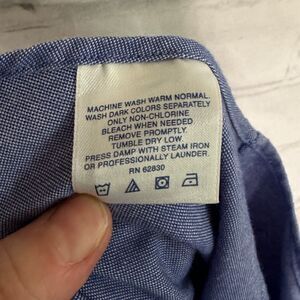 MACHINE WASH WARM NORMAL.
WASH DARK COLORS SEPARATELY
ONLY NON-CHLORINE
BLEACH WHEN NEEDED.
REMOVE PROMPTLY.
TUMBLE DRY LOW.
PRESS DAMP WITH STEAM IRON
OR PROFESSIONALLY LAUNDER.
RN 62830